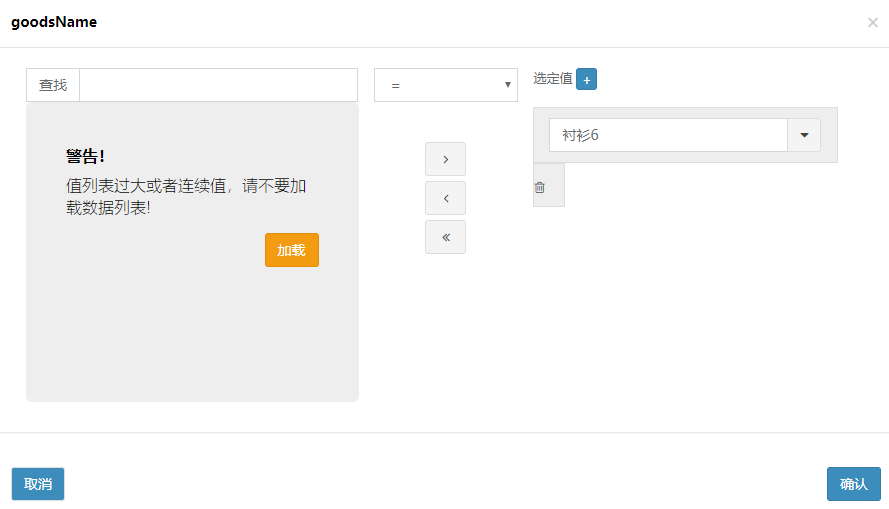 goodsName
×
查找
=
选定值 +
衬衫6
警告!
值列表过大或者连续值，请不要加
载数据列表!
加载
取消
确认